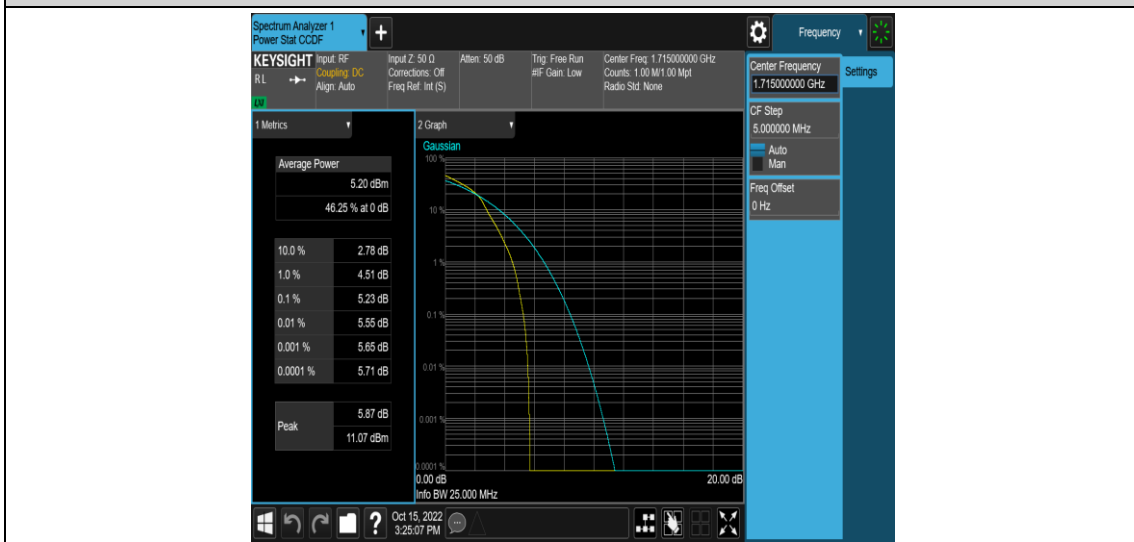 Spectrum Analyzer 1
Power Stat CCDF
Frequency
KEYSIGHT
RL
Input: RF
Coupling: DC
Align: Auto
Input Z: 50 Ω
Corrections: Off
Freq Ref: Int (S)
Atten: 50 dB
Trig: Free Run
#IF Gain: Low
Center Freq: 1.715000000 GHz
Counts: 1.00 M/1.00 Mpt
Radio Std: None
Center Frequency
1.715000000 GHz
Settings
CF Step
5.000000 MHz
Auto
Man
Freq Offset
0 Hz
1 Metrics
Average Power
5.20 dBm
46.25 % at 0 dB
10.0 % 2.78 dB
1.0 % 4.51 dB
0.1 % 5.23 dB
0.01 % 5.55 dB
0.001 % 5.65 dB
0.0001 % 5.71 dB
Peak
5.87 dB
11.07 dBm
2 Graph
Gaussian
100 %
10 %
1 %
0.1 %
0.01 %
0.001 %
0.0001 %
0.00 dB
20.00 dB
Info BW 25.000 MHz
?
Oct 15, 2022
3:25:07 PM